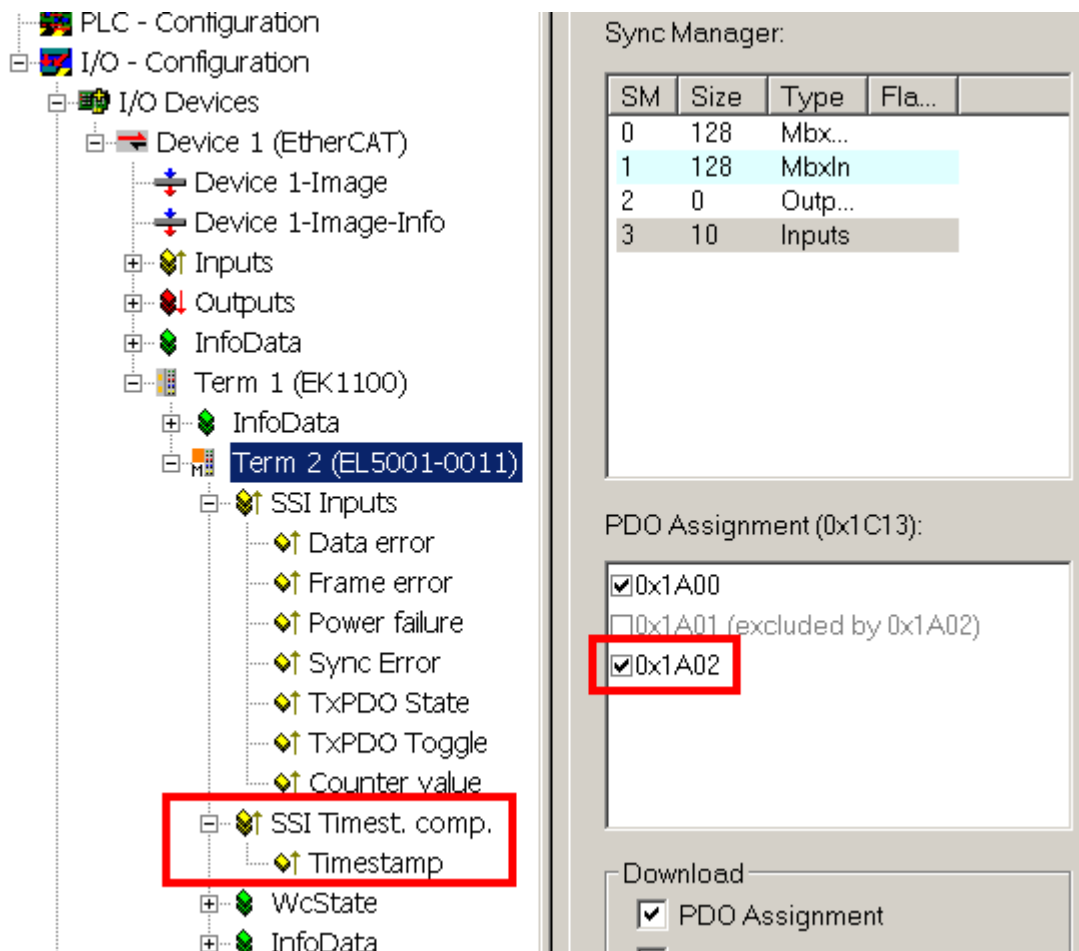 PLC - Configuration
I/O - Configuration
I/O Devices
Device 1 (EtherCAT)
Device 1-Image
Device 1-Image-Info
Inputs
Outputs
InfoData
Term 1 (EK1100)
InfoData
Term 2 (EL5001-0011)
SSI Inputs
Data error
Frame error
Power failure
Sync Error
TxPDO State
TxPDO Toggle
Counter value
SSI Timest. comp.
Timestamp
WcState
InfoData
Sync Manager:
SM Size Type Fla...
0 128 Mbx...
1 128 MbxIn
2 0 Outp...
3 10 Inputs
PDO Assignment (0x1C13):
0x1A00
0x1A01 (excluded by 0x1A02)
0x1A02
Download
PDO Assignment